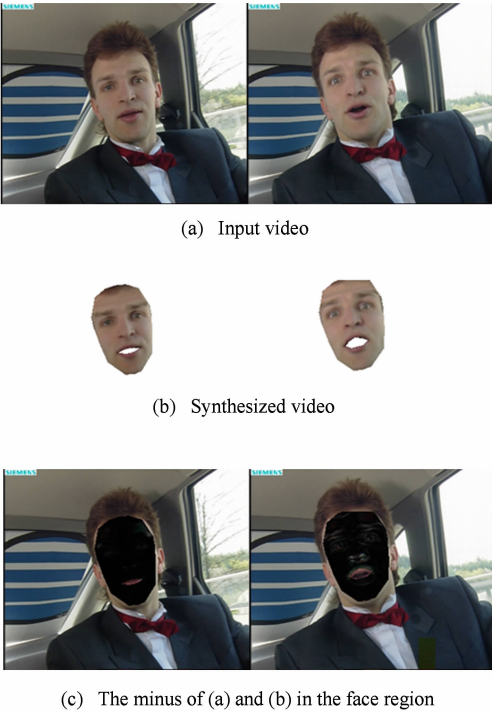 SIEMENS
SIEMENS
(a) Input video
(b) Synthesized video
SIEMENS
SIEMENS
(c) The minus of (a) and (b) in the face region